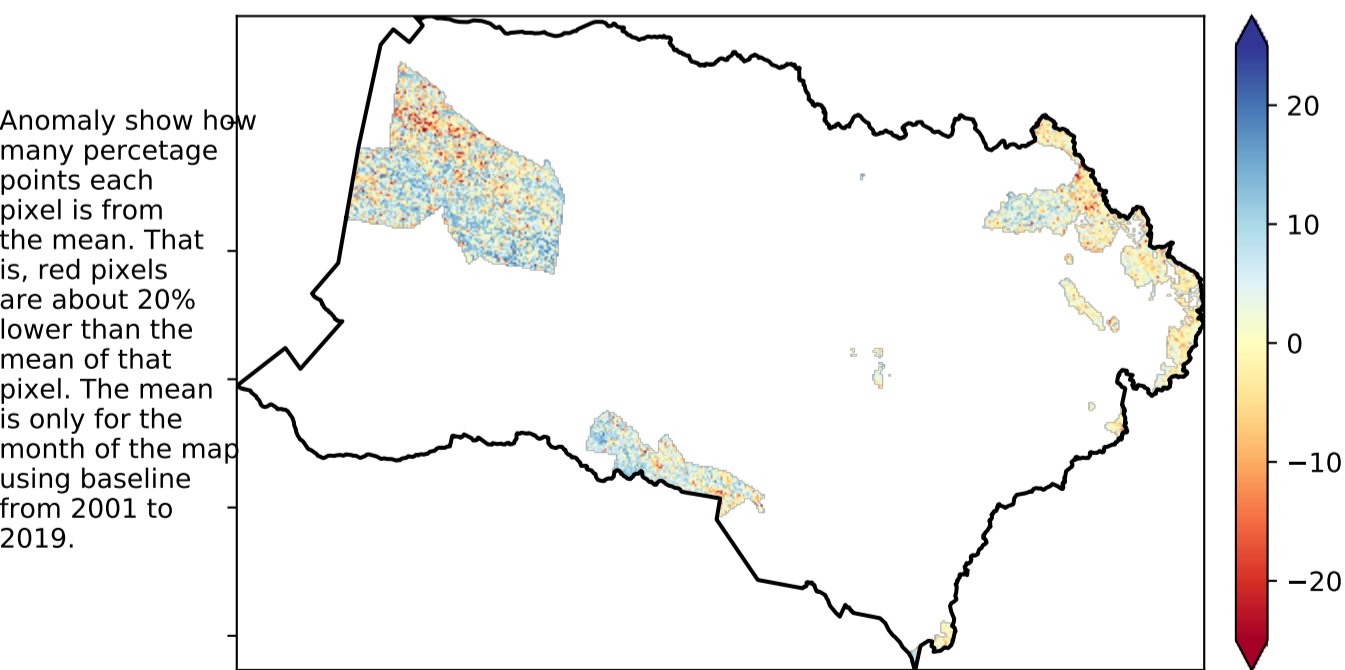 Anomaly show how
many percetage
points each
pixel is from
the mean. That
is, red pixels
are about 20%
lower than the
mean of that
pixel. The mean
is only for the
month of the map
using baseline
from 2001 to
2019.
20
10
0
−10
−20